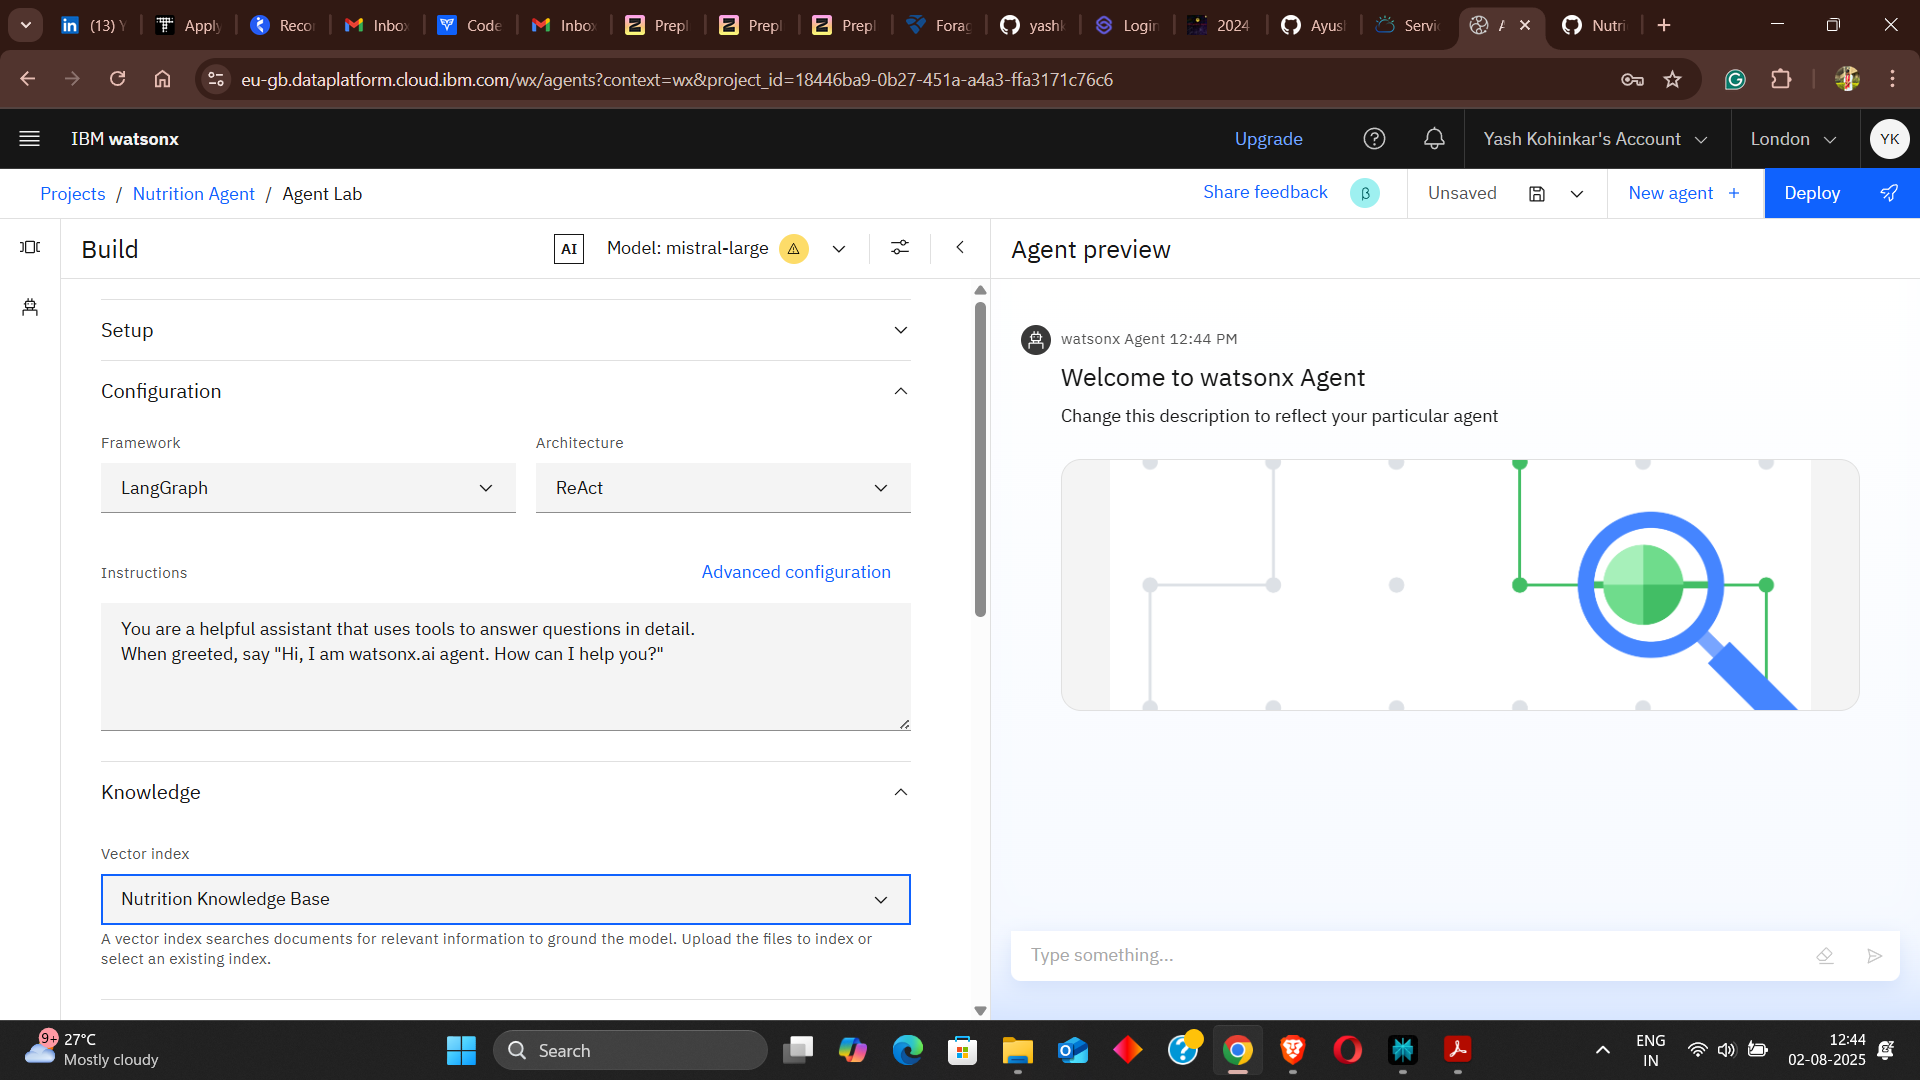 (13) Y
Apply
Recor
Inbox
Code
Inbox
Prepl
Prepl
Prepl
Forag
yashk
Login
2024
Ayush
Servic
A
Nutri
eu-gb.dataplatform.cloud.ibm.com/wx/agents?context=wx&project_id=18446ba9-0b27-451a-a4a3-ffa3171c76c6
IBM watsonx
Upgrade
Yash Kohinkar's Account
London
YK
Projects / Nutrition Agent / Agent Lab
Share feedback
β
Unsaved
New agent +
Deploy
Build
AI
Model: mistral-large
Agent preview
Setup
Configuration
Framework
Architecture
LangGraph
ReAct
Instructions
Advanced configuration
You are a helpful assistant that uses tools to answer questions in detail.
When greeted, say "Hi, I am watsonx.ai agent. How can I help you?"
Knowledge
Vector index
Nutrition Knowledge Base
A vector index searches documents for relevant information to ground the model. Upload the files to index or
select an existing index.
watsonx Agent 12:44 PM
Welcome to watsonx Agent
Change this description to reflect your particular agent
Type something...
9+
27°C
Mostly cloudy
Search
ENG
IN
12:44
02-08-2025